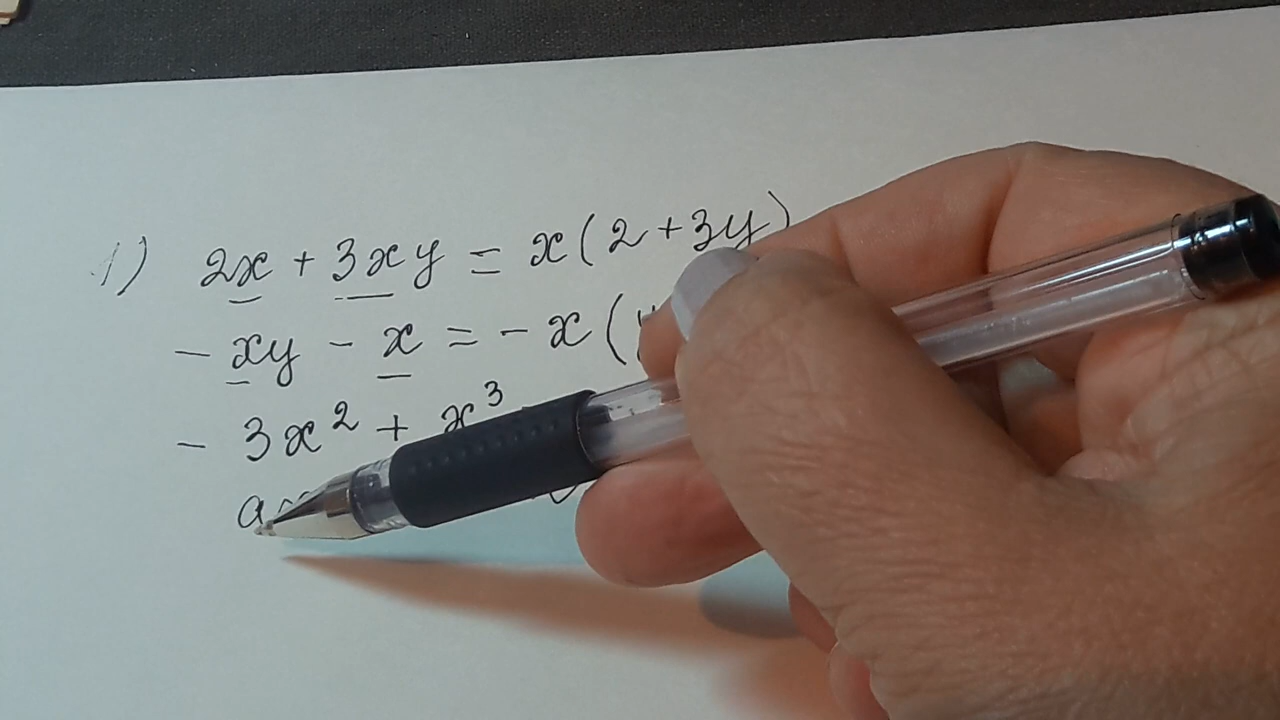 1) 2x + 3xy = x(2 + 3y)
- xy - x = - x(
- 3x² + x³
a